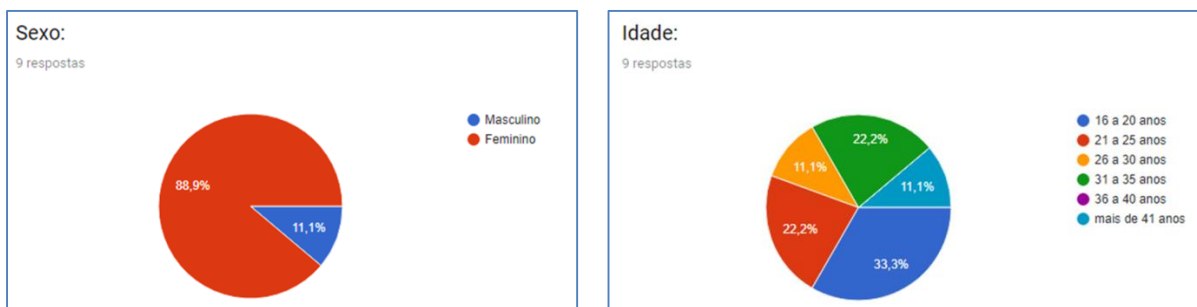 Sexo:
9 respostas
Masculino
Feminino
88,9%
11,1%
Idade:
9 respostas
16 a 20 anos
21 a 25 anos
26 a 30 anos
31 a 35 anos
36 a 40 anos
mais de 41 anos
22,2%
11,1%
11,1%
22,2%
33,3%